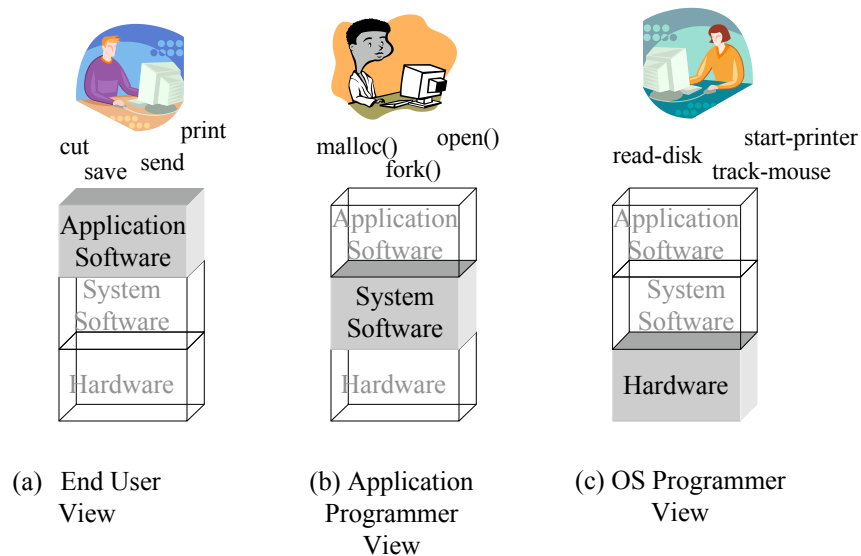 cut
print
save
send
Application
Software
System
Software
Hardware
(a) End User
View
malloc()
open()
fork()
Application
Software
System
Software
Hardware
(b) Application
Programmer
View
read-disk
start-printer
track-mouse
Application
Software
System
Software
Hardware
(c) OS Programmer
View